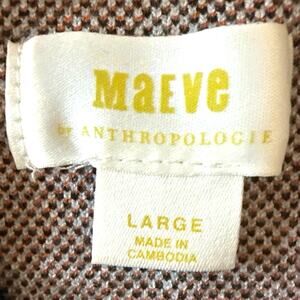 MaEVe
BY ANTHROPOLOGIE
LARGE
MADE IN
CAMBODIA